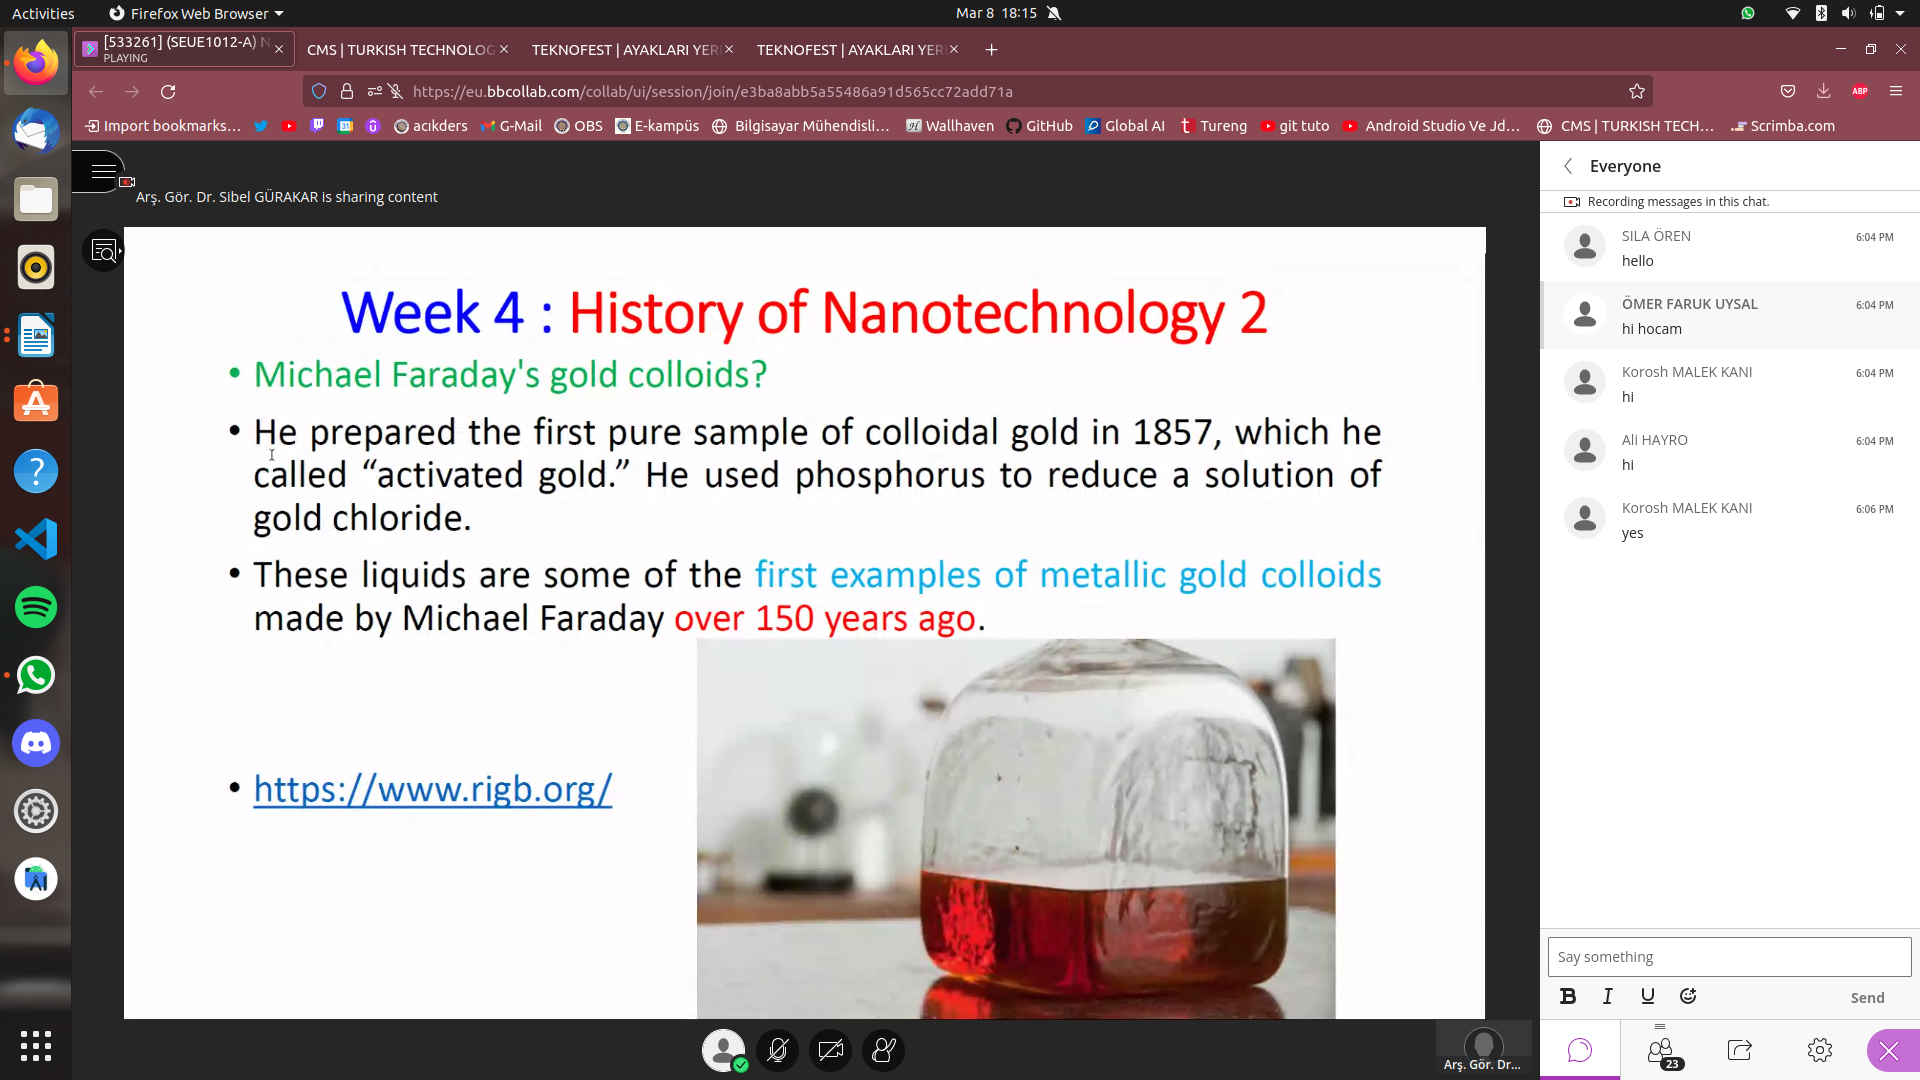 Activities
Firefox Web Browser
Mar 8 18:15
[533261] (SEUE1012-A) N
PLAYING
CMS | TURKISH TECHNOLOG
TEKNOFEST | AYAKLARI YER
TEKNOFEST | AYAKLARI YER
https://eu.bbcollab.com/collab/ui/session/join/e3ba8abb5a55486a91d565cc72add71a
ABP
Import bookmarks...
31
acıkders
G-Mail
OBS
E-kampüs
Bilgisayar Mühendisli...
Wallhaven
GitHub
Global AI
Tureng
git tuto
Android Studio Ve Jd...
CMS | TURKISH TECH...
Scrimba.com
Arş. Gör. Dr. Sibel GÜRAKAR is sharing content
Week 4 : History of Nanotechnology 2
• Michael Faraday's gold colloids?
• He prepared the first pure sample of colloidal gold in 1857, which he
called “activated gold.” He used phosphorus to reduce a solution of
gold chloride.
• These liquids are some of the first examples of metallic gold colloids
made by Michael Faraday over 150 years ago.
• https://www.rigb.org/
Arş. Gör. Dr...
Everyone
Recording messages in this chat.
SILA ÖREN
6:04 PM
hello
ÖMER FARUK UYSAL
6:04 PM
hi hocam
Korosh MALEK KANI
6:04 PM
hi
Ali HAYRO
6:04 PM
hi
Korosh MALEK KANI
6:06 PM
yes
Say something
B I U
Send
23